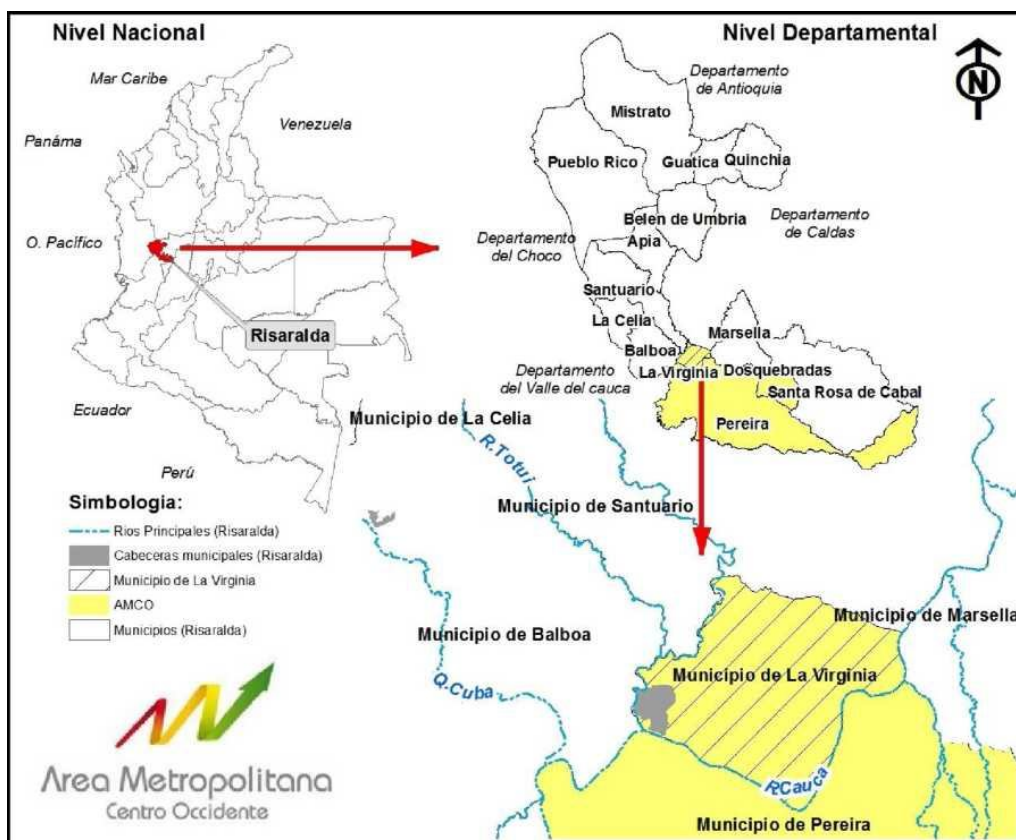 Nivel Nacional
Mar Caribe
Venezuela
Panáma
O. Pacífico
Risaralda
Ecuador
Perú
Nivel Departamental
N
Departamento
de Antioquia
Mistrato
Pueblo Rico
Guatica
Quinchia
Belen de Umbria
Departamento
de Caldas
Apia
Departamento
del Choco
Santuario
La Celia
Marsella
Balboa
La Virginia
Dosquebradas
Departamento
del Valle del cauca
Santa Rosa de Cabal
Pereira
Municipio de La Celia
R.Totui
Municipio de Santuario
Municipio de Marsella
Municipio de Balboa
Municipio de La Virginia
Q.Cuba
R.Cauca
Municipio de Pereira
Simbologia:
Rios Principales (Risaralda)
Cabeceras municipales (Risaralda)
Municipio de La Virginia
AMCO
Municipios (Risaralda)
Area Metropolitana
Centro Occidente